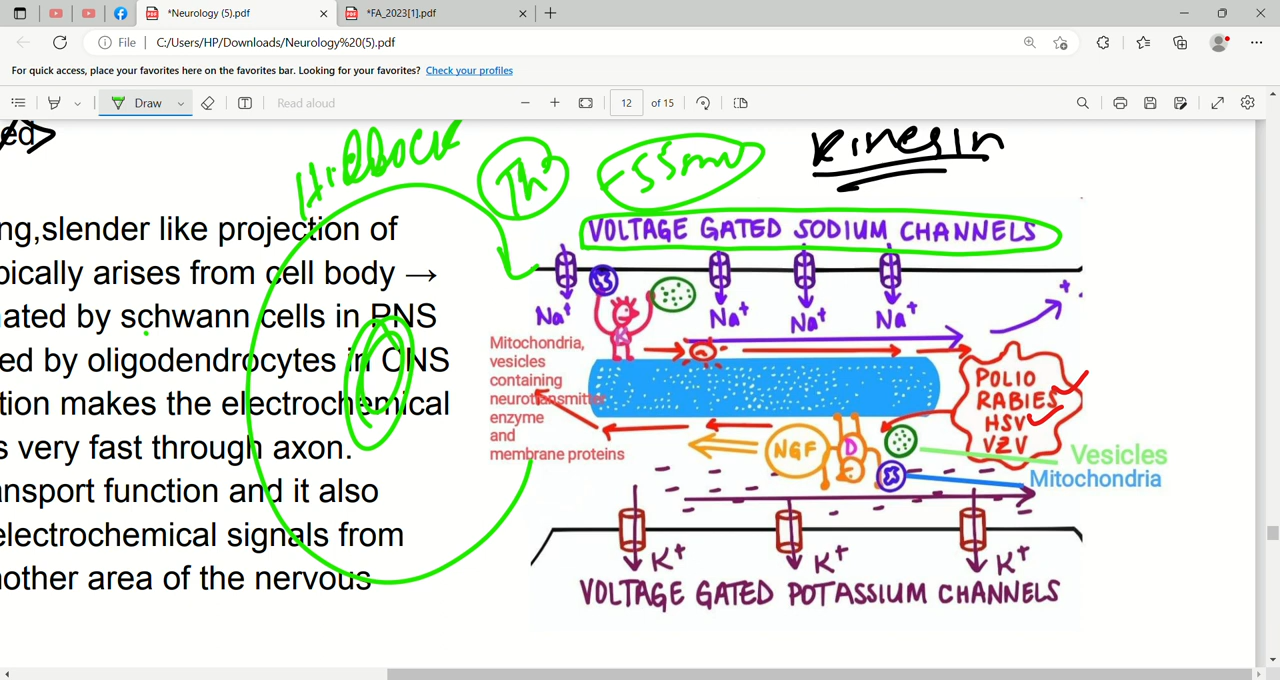 *Neurology (5).pdf
*FA_2023[1].pdf
File
C:/Users/HP/Downloads/Neurology%20(5).pdf
For quick access, place your favorites here on the favorites bar. Looking for your favorites? Check your profiles
Draw
Read aloud
12 of 15
ed>
Hillock
-55mv
Kinesin
ng,slender like projection of
pically arises from cell body →
nated by schwann cells in PNS
ed by oligodendrocytes in CNS
tion makes the electrochemical
s very fast through axon.
ansport function and it also
electrochemical signals from
nother area of the nervous
VOLTAGE GATED SODIUM CHANNELS
Na+ Na+ Na+ Na+
+
K
Mitochondria,
vesicles
containing
neurotransmitter
enzyme
and
membrane proteins
POLIO
RABIES
HSV
VZV
NGF
D
Vesicles
Mitochondria
K+ K+ K+
VOLTAGE GATED POTASSIUM CHANNELS